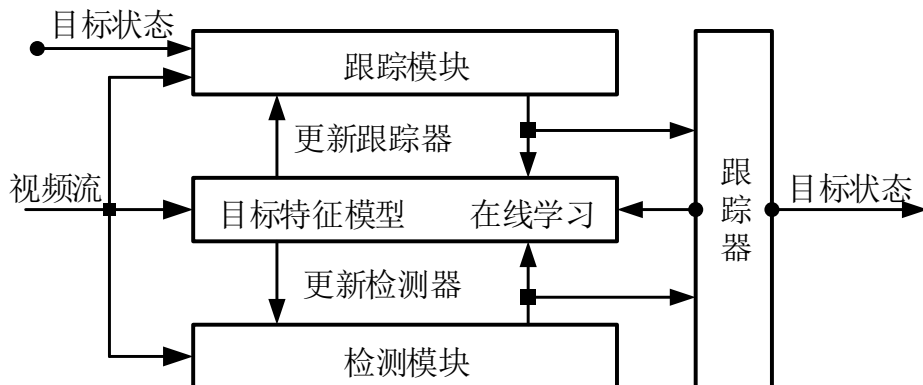 目标状态
跟踪模块
更新跟踪器
视频流
目标特征模型 在线学习
跟踪器
目标状态
更新检测器
检测模块